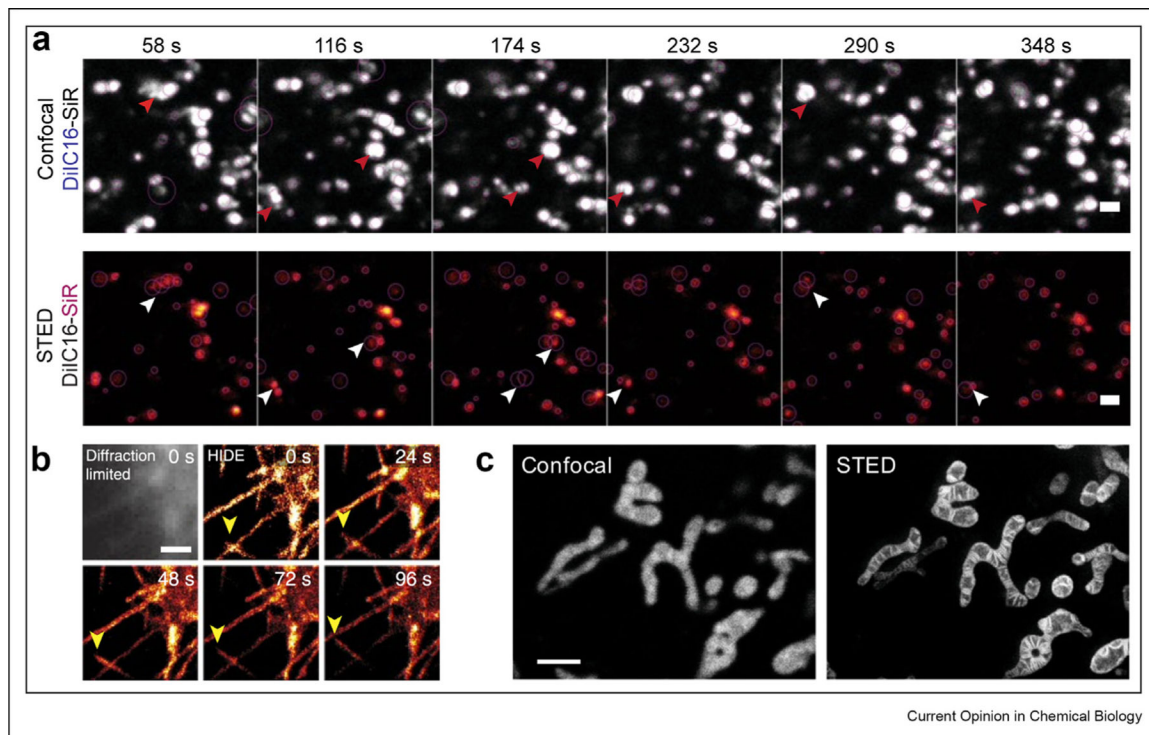 a
58 s 116 s 174 s 232 s 290 s 348 s
Confocal
DiIC16-SiR
STED
DiIC16-SiR
b
Diffraction limited
0 s
HIDE
0 s
24 s
48 s
72 s
96 s
c
Confocal
STED
Current Opinion in Chemical Biology